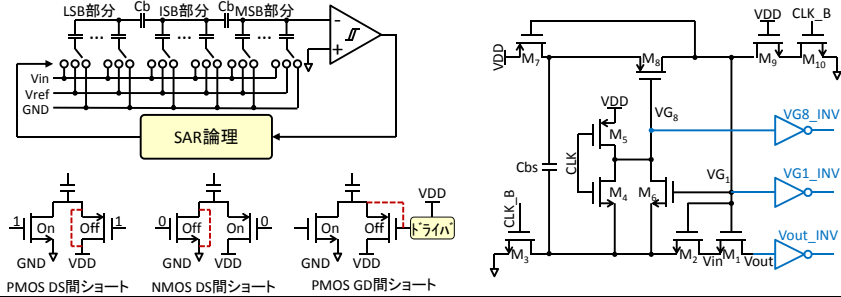 LSB部分 Cb ISB部分 Cb MSB部分
Vin
Vref
GND
SAR論理
1 On Off 1
GND VDD
PMOS DS間ショート
0 Off On 0
GND VDD
NMOS DS間ショート
VDD
On Off ドライバ
GND VDD
PMOS GD間ショート
VDD CLK_B
VDD M7 M8 M9 M10
VDD VG8 VG8_INV
M5
Cbs CLK
VG1 VG1_INV
M4 M6
CLK_B
Vout_INV
M3 M2 Vin M1 Vout